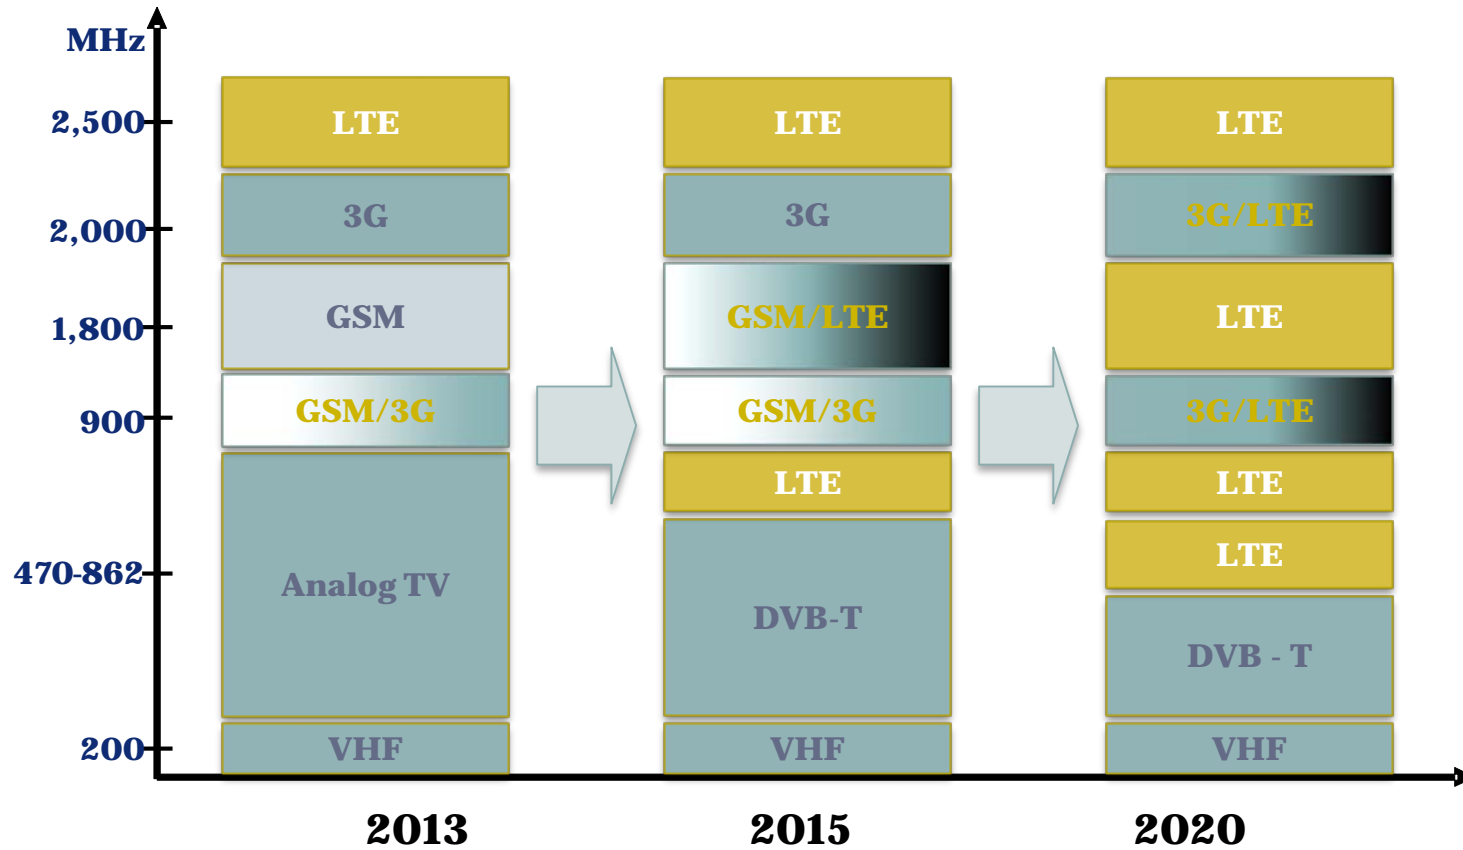 MHz
2,500
2,000
1,800
900
470-862
200
LTE
3G
GSM
GSM/3G
Analog TV
VHF
LTE
3G
GSM/LTE
GSM/3G
LTE
DVB-T
VHF
LTE
3G/LTE
LTE
3G/LTE
LTE
LTE
DVB - T
VHF
2013
2015
2020